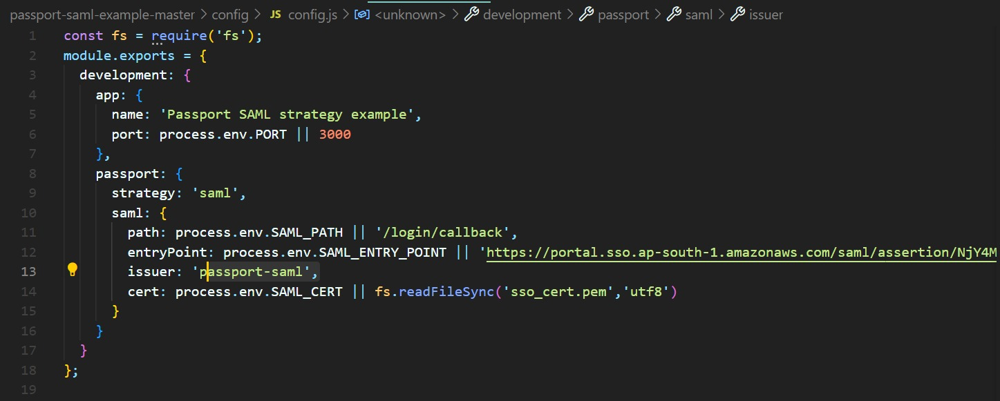 passport-saml-example-master > config > JS config.js > <unknown> > development > passport > saml > issuer
1 const fs = require('fs');
2 module.exports = {
3 development: {
4 app: {
5 name: 'Passport SAML strategy example',
6 port: process.env.PORT || 3000
7 },
8 passport: {
9 strategy: 'saml',
10 saml: {
11 path: process.env.SAML_PATH || '/login/callback',
12 entryPoint: process.env.SAML_ENTRY_POINT || 'https://portal.sso.ap-south-1.amazonaws.com/saml/assertion/NjY4M
13 issuer: 'passport-saml',
14 cert: process.env.SAML_CERT || fs.readFileSync('sso_cert.pem','utf8')
15 }
16 }
17 }
18 };
19